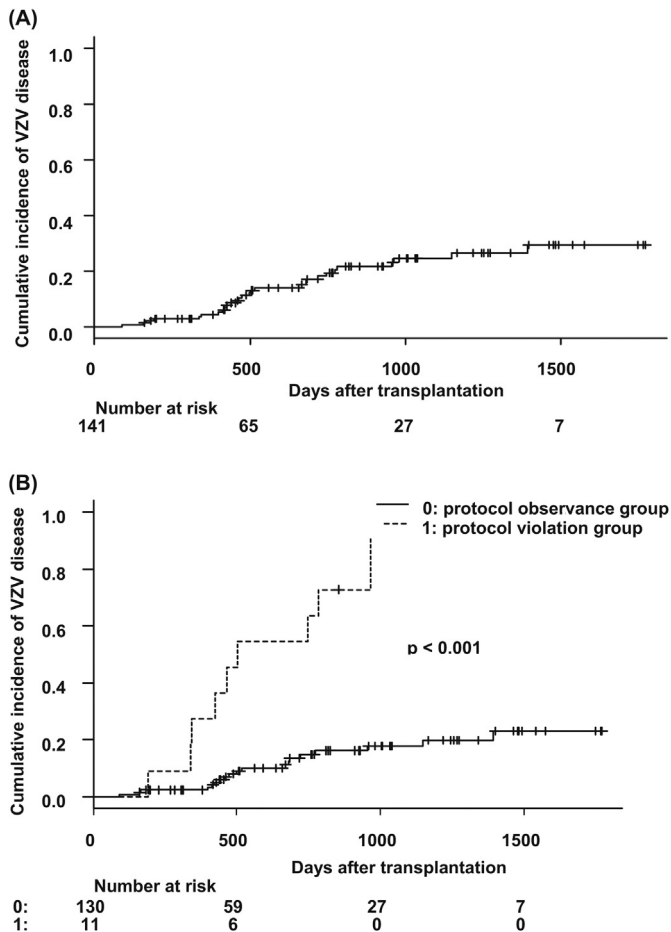 (A)
Cumulative incidence of VZV disease
1.0
0.8
0.6
0.4
0.2
0.0
0 500 1000 1500
Days after transplantation
Number at risk
141 65 27 7
(B)
Cumulative incidence of VZV disease
1.0
0.8
0.6
0.4
0.2
0.0
0: protocol observance group
1: protocol violation group
p < 0.001
0 500 1000 1500
Days after transplantation
Number at risk
0: 130 59 27 7
1: 11 6 0 0